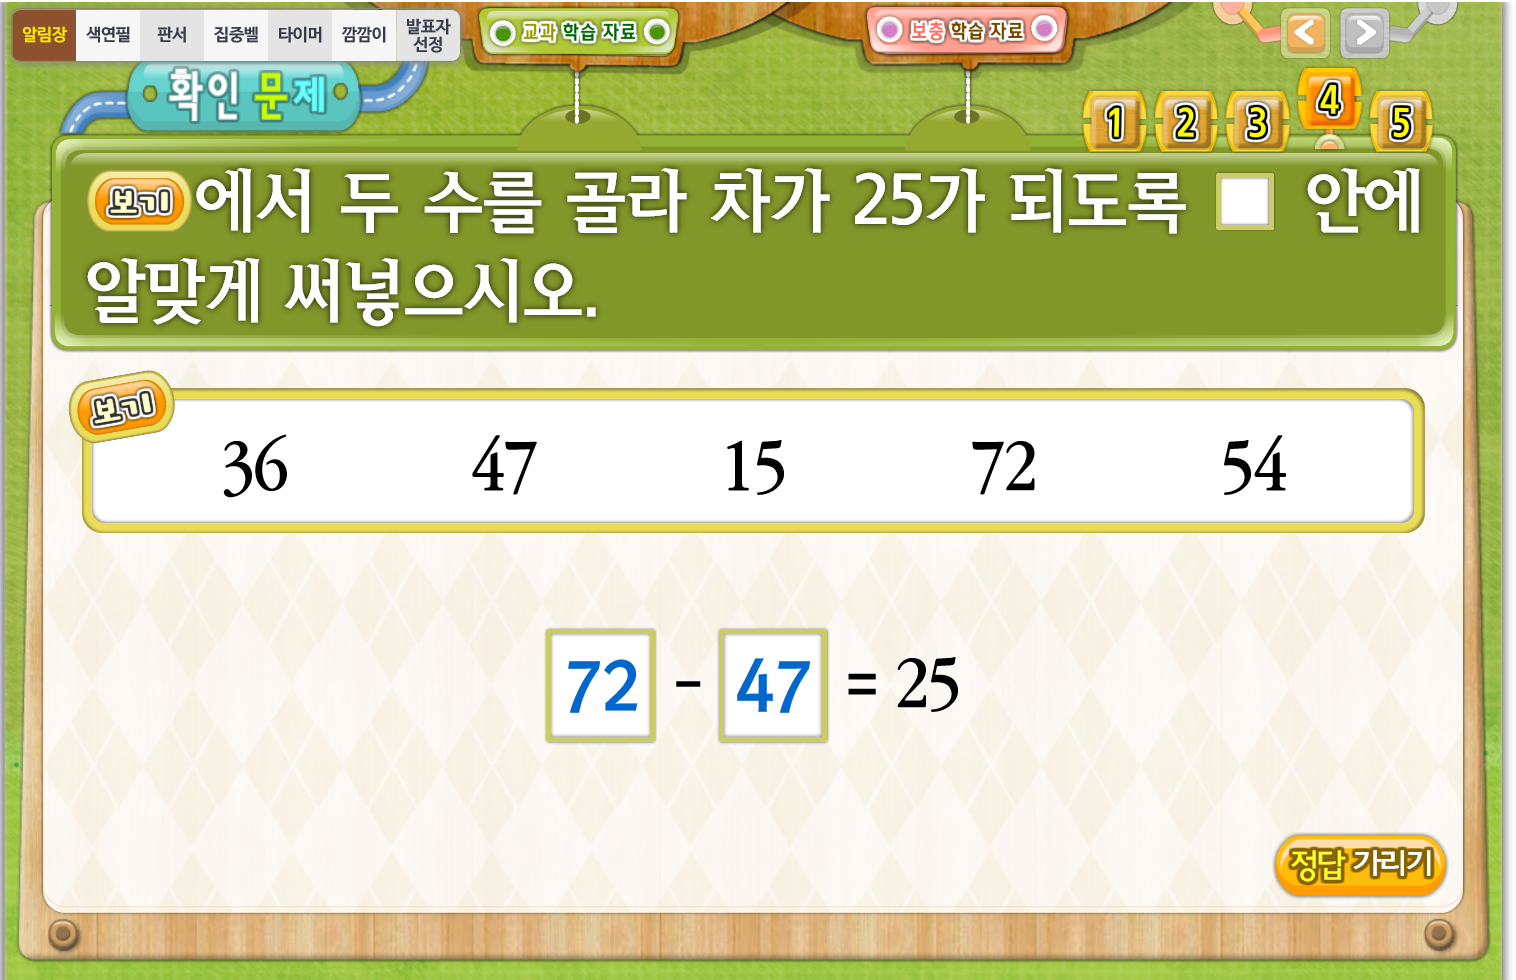 알림장 색연필 판서 집중벨 타이머 깜깜이 발표자 선정
교과 학습 자료
보충 학습 자료
확인 문제
1 2 3 4 5
보기에서 두 수를 골라 차가 25가 되도록 □ 안에
알맞게 써넣으시오.
보기
36 47 15 72 54
72 - 47 = 25
정답 가리기